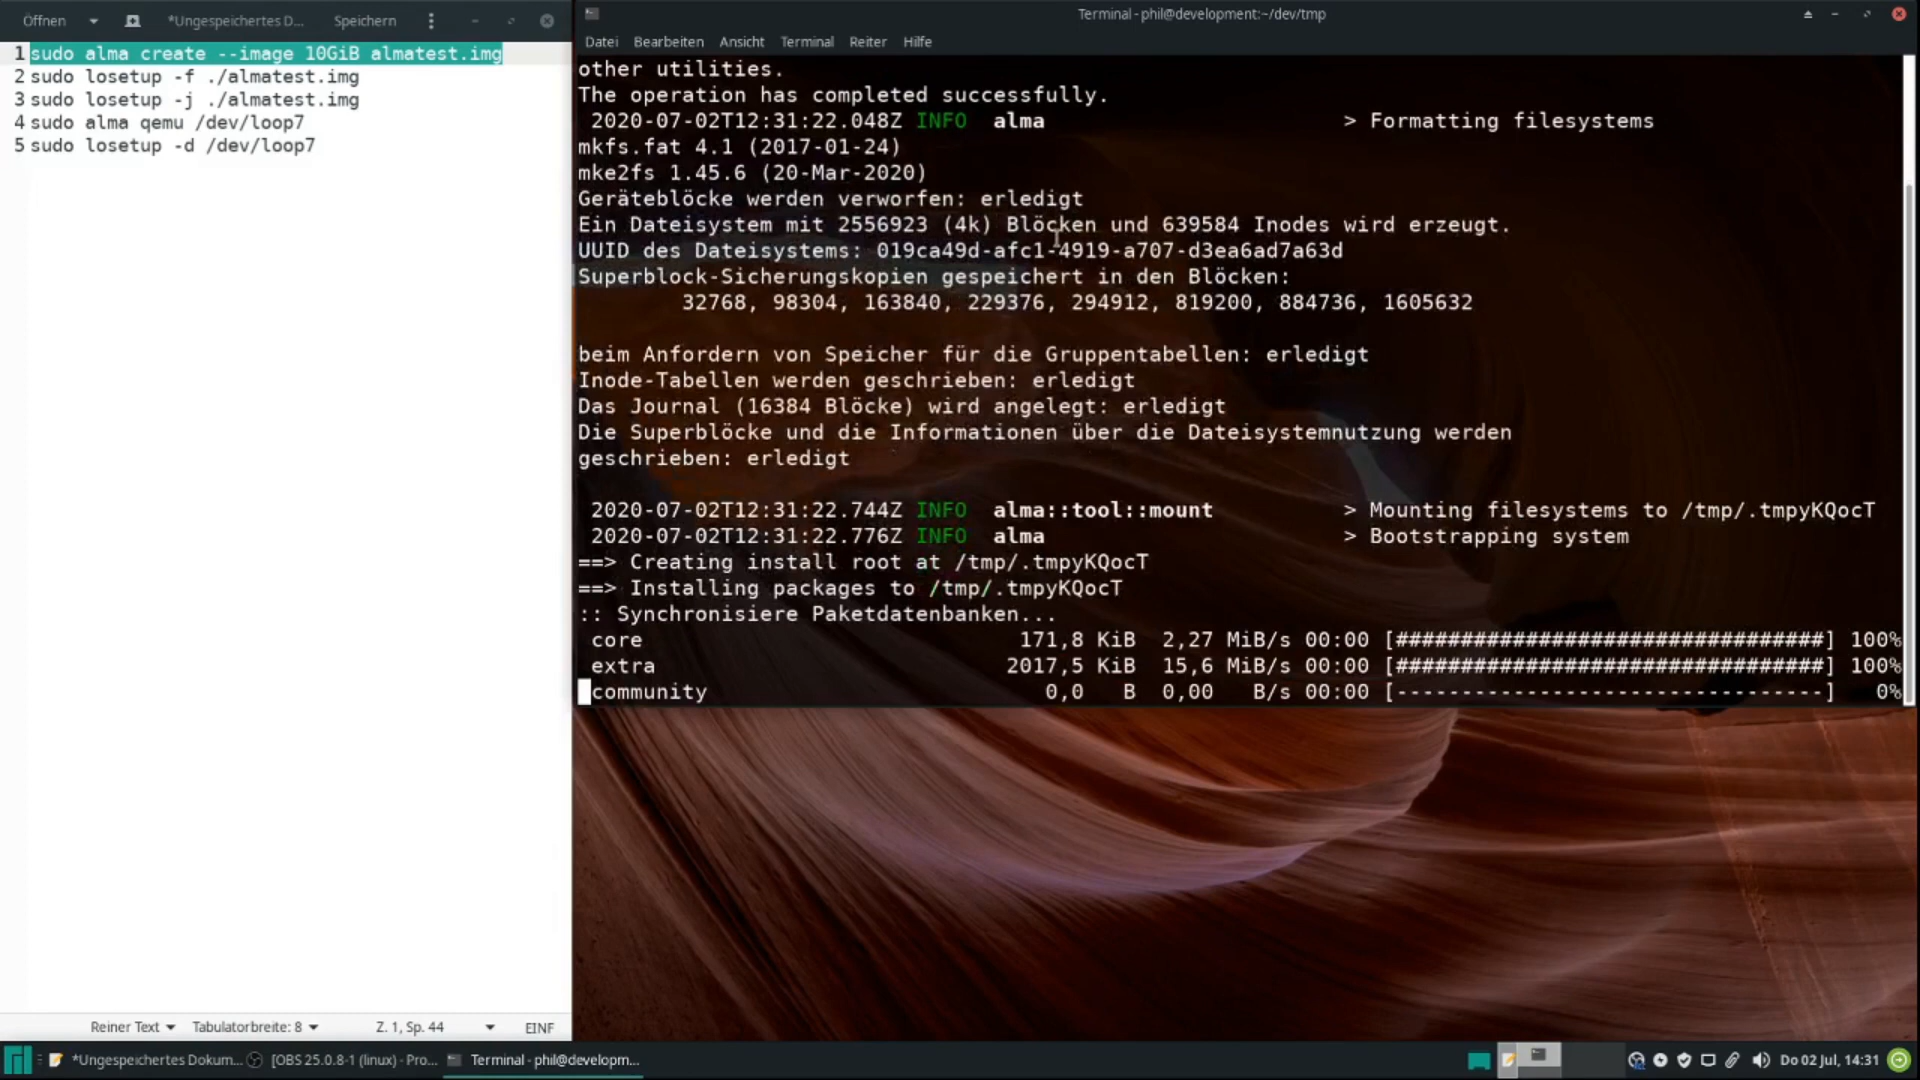 Öffnen
*Ungespeichertes D...
Speichern
1 sudo alma create --image 10GiB almatest.img
2 sudo losetup -f ./almatest.img
3 sudo losetup -j ./almatest.img
4 sudo alma qemu /dev/loop7
5 sudo losetup -d /dev/loop7
Reiner Text
Tabulatorbreite: 8
Z. 1, Sp. 44
EINF
Terminal - phil@development:~/dev/tmp
Datei Bearbeiten Ansicht Terminal Reiter Hilfe
other utilities.
The operation has completed successfully.
2020-07-02T12:31:22.048Z INFO alma > Formatting filesystems
mkfs.fat 4.1 (2017-01-24)
mke2fs 1.45.6 (20-Mar-2020)
Geräteblöcke werden verworfen: erledigt
Ein Dateisystem mit 2556923 (4k) Blöcken und 639584 Inodes wird erzeugt.
UUID des Dateisystems: 019ca49d-afc1-4919-a707-d3ea6ad7a63d
Superblock-Sicherungskopien gespeichert in den Blöcken:
32768, 98304, 163840, 229376, 294912, 819200, 884736, 1605632
beim Anfordern von Speicher für die Gruppentabellen: erledigt
Inode-Tabellen werden geschrieben: erledigt
Das Journal (16384 Blöcke) wird angelegt: erledigt
Die Superblöcke und die Informationen über die Dateisystemnutzung werden
geschrieben: erledigt
2020-07-02T12:31:22.744Z INFO alma::tool::mount > Mounting filesystems to /tmp/.tmpyKQocT
2020-07-02T12:31:22.776Z INFO alma > Bootstrapping system
==> Creating install root at /tmp/.tmpyKQocT
==> Installing packages to /tmp/.tmpyKQocT
:: Synchronisiere Paketdatenbanken...
core 171,8 KiB 2,27 MiB/s 00:00 [#################################] 100%
extra 2017,5 KiB 15,6 MiB/s 00:00 [#################################] 100%
community 0,0 B 0,00 B/s 00:00 [---------------------------------] 0%
*Ungespeichertes Dokum...
[OBS 25.0.8-1 (linux) - Pro...
Terminal - phil@developm...
Do 02 Jul, 14:31